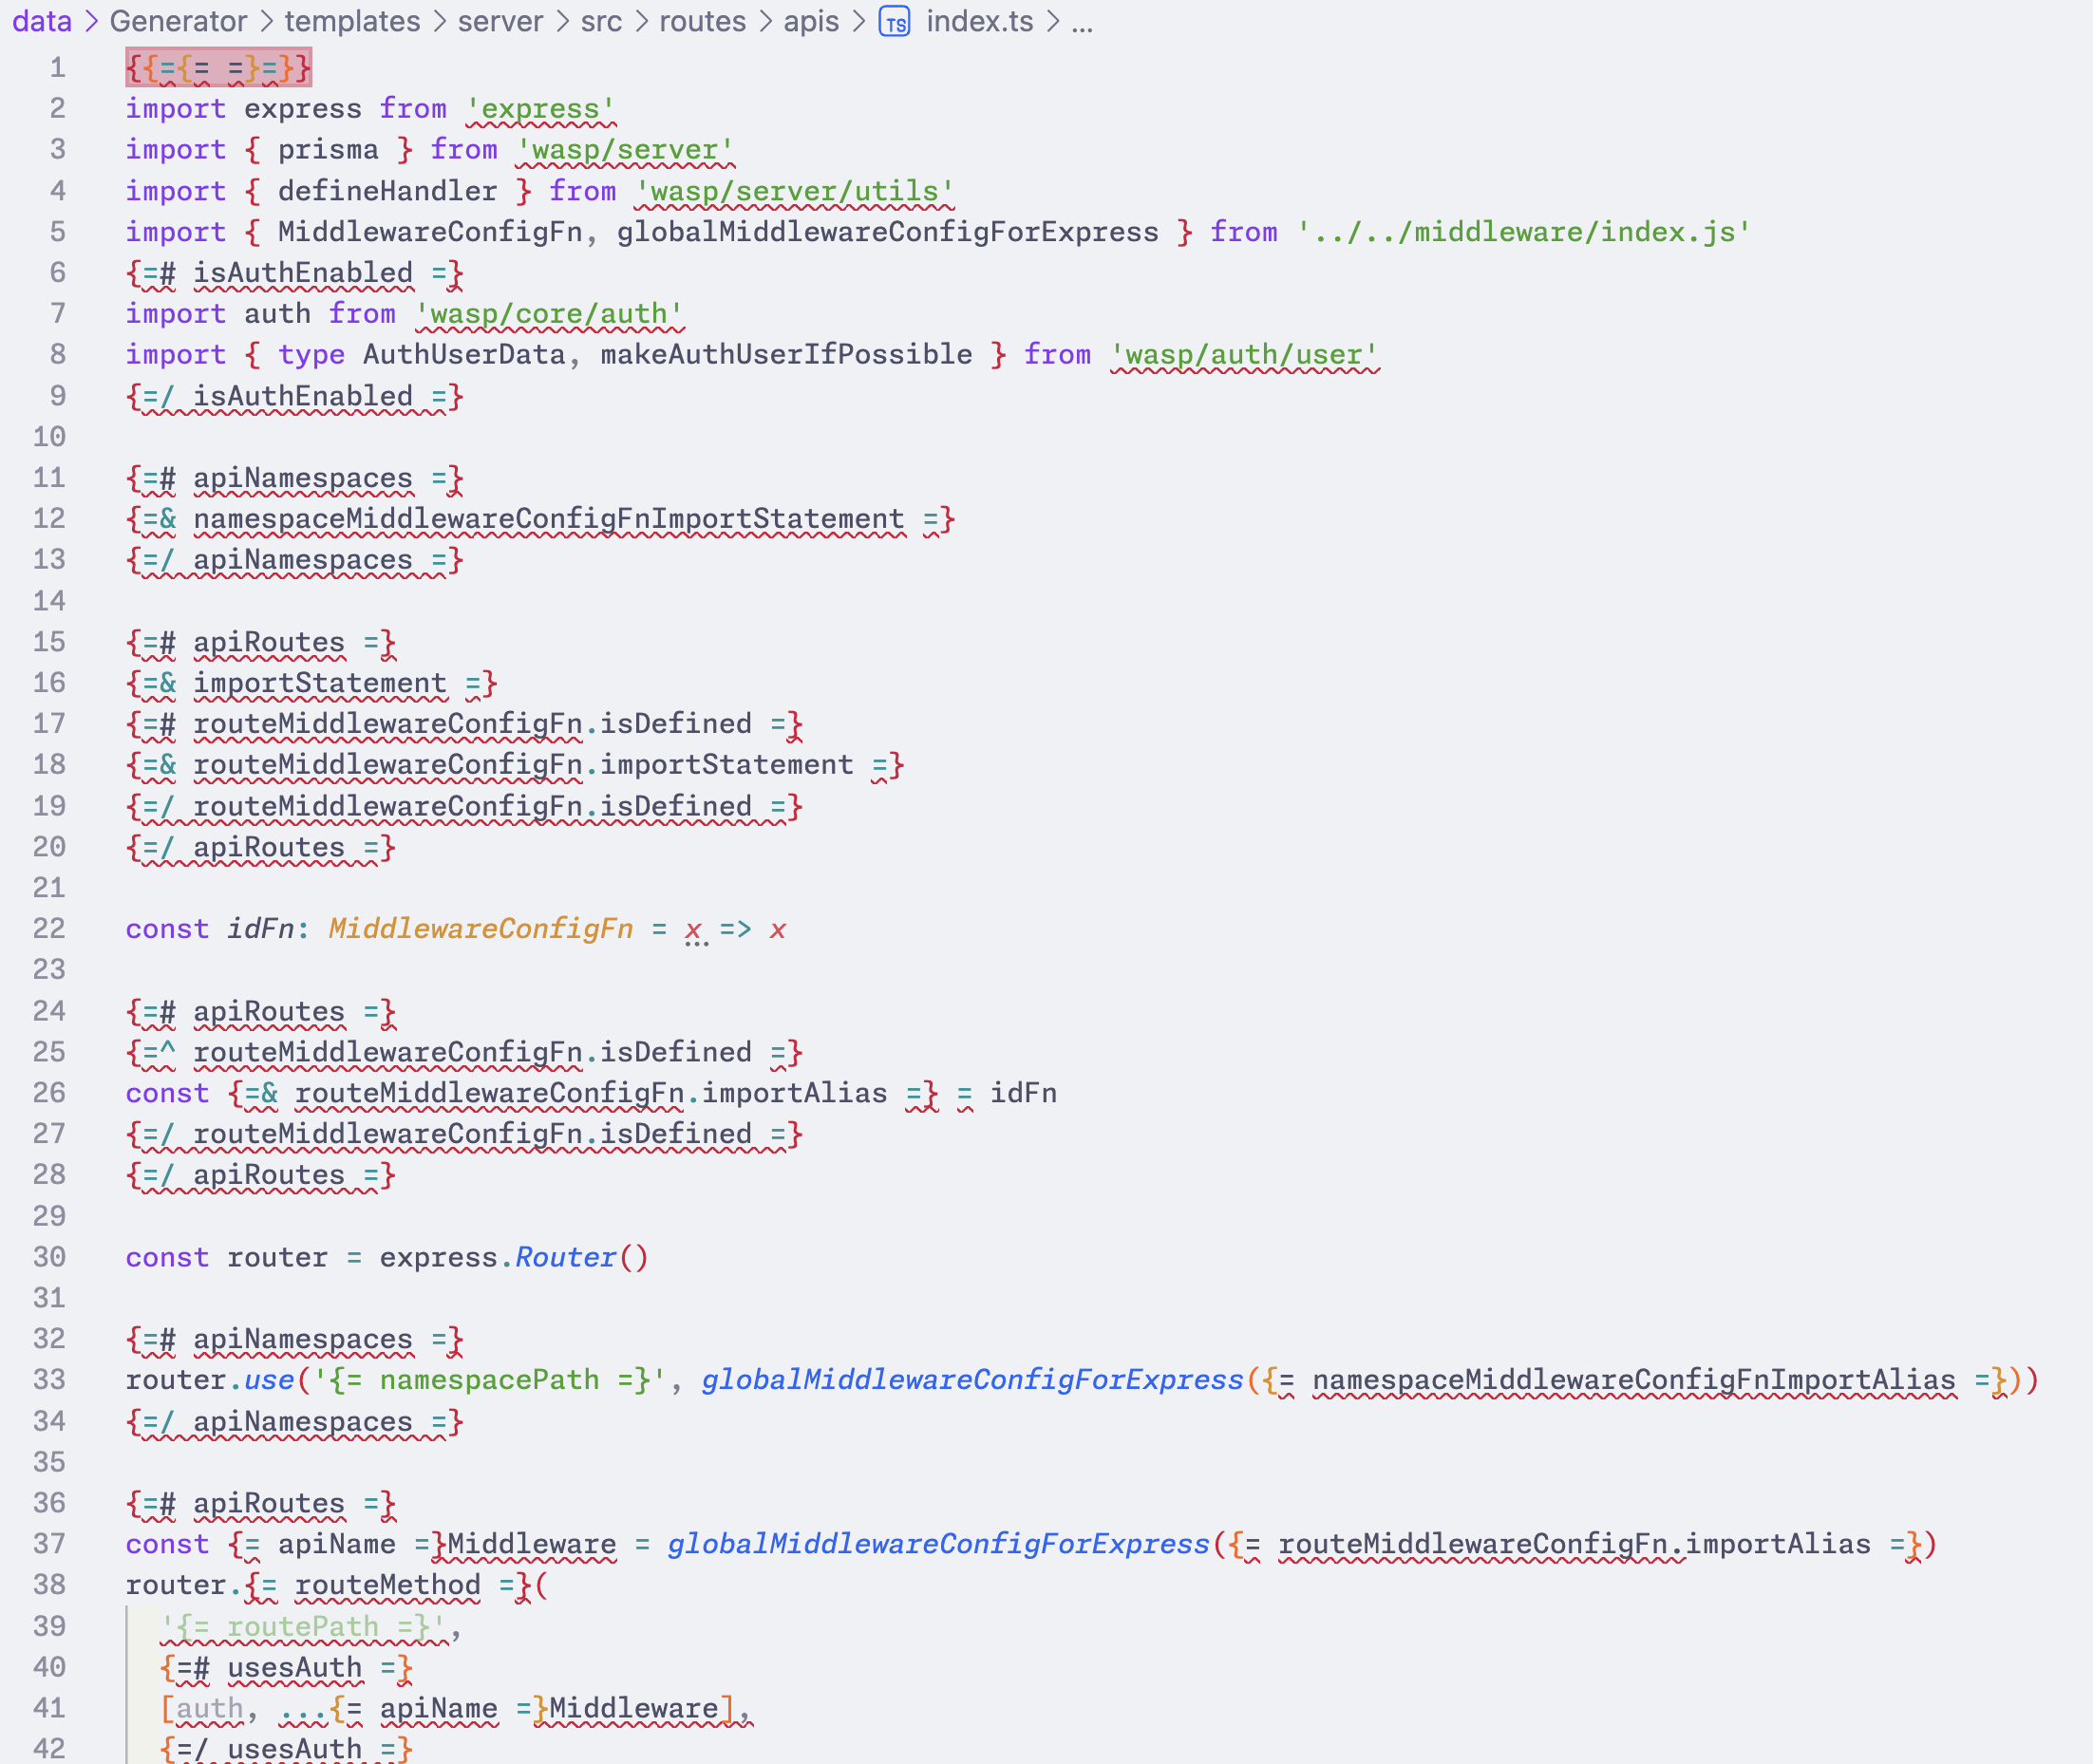 data > Generator > templates > server > src > routes > apis > TS index.ts > ...
1 {{={= =}=}}
2 import express from 'express'
3 import { prisma } from 'wasp/server'
4 import { defineHandler } from 'wasp/server/utils'
5 import { MiddlewareConfigFn, globalMiddlewareConfigForExpress } from '../../middleware/index.js'
6 {=# isAuthEnabled =}
7 import auth from 'wasp/core/auth'
8 import { type AuthUserData, makeAuthUserIfPossible } from 'wasp/auth/user'
9 {=/ isAuthEnabled =}
10
11 {=# apiNamespaces =}
12 {=& namespaceMiddlewareConfigFnImportStatement =}
13 {=/ apiNamespaces =}
14
15 {=# apiRoutes =}
16 {=& importStatement =}
17 {=# routeMiddlewareConfigFn.isDefined =}
18 {=& routeMiddlewareConfigFn.importStatement =}
19 {=/ routeMiddlewareConfigFn.isDefined =}
20 {=/ apiRoutes =}
21
22 const idFn: MiddlewareConfigFn = x => x
23
24 {=# apiRoutes =}
25 {=^ routeMiddlewareConfigFn.isDefined =}
26 const {=& routeMiddlewareConfigFn.importAlias =} = idFn
27 {=/ routeMiddlewareConfigFn.isDefined =}
28 {=/ apiRoutes =}
29
30 const router = express.Router()
31
32 {=# apiNamespaces =}
33 router.use('{= namespacePath =}', globalMiddlewareConfigForExpress({= namespaceMiddlewareConfigFnImportAlias =}))
34 {=/ apiNamespaces =}
35
36 {=# apiRoutes =}
37 const {= apiName =}Middleware = globalMiddlewareConfigForExpress({= routeMiddlewareConfigFn.importAlias =})
38 router.{= routeMethod =}(
39 '{= routePath =}',
40 {=# usesAuth =}
41 [auth, ...{= apiName =}Middleware],
42 {=/ usesAuth =}